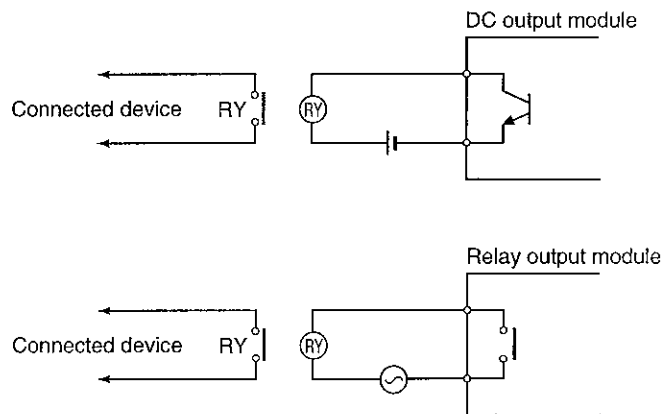 DC output module
Connected device
RY
RY
Relay output module
Connected device
RY
RY